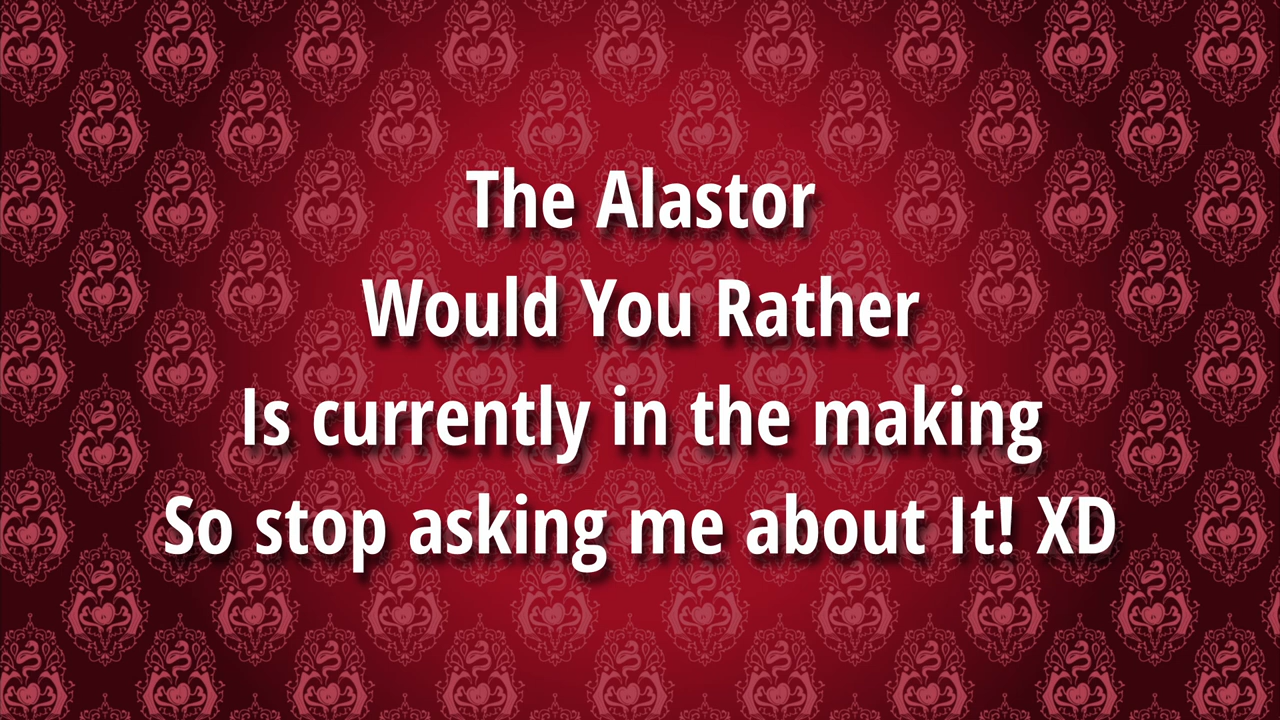 The Alastor
Would You Rather
Is currently in the making
So stop asking me about It! XD